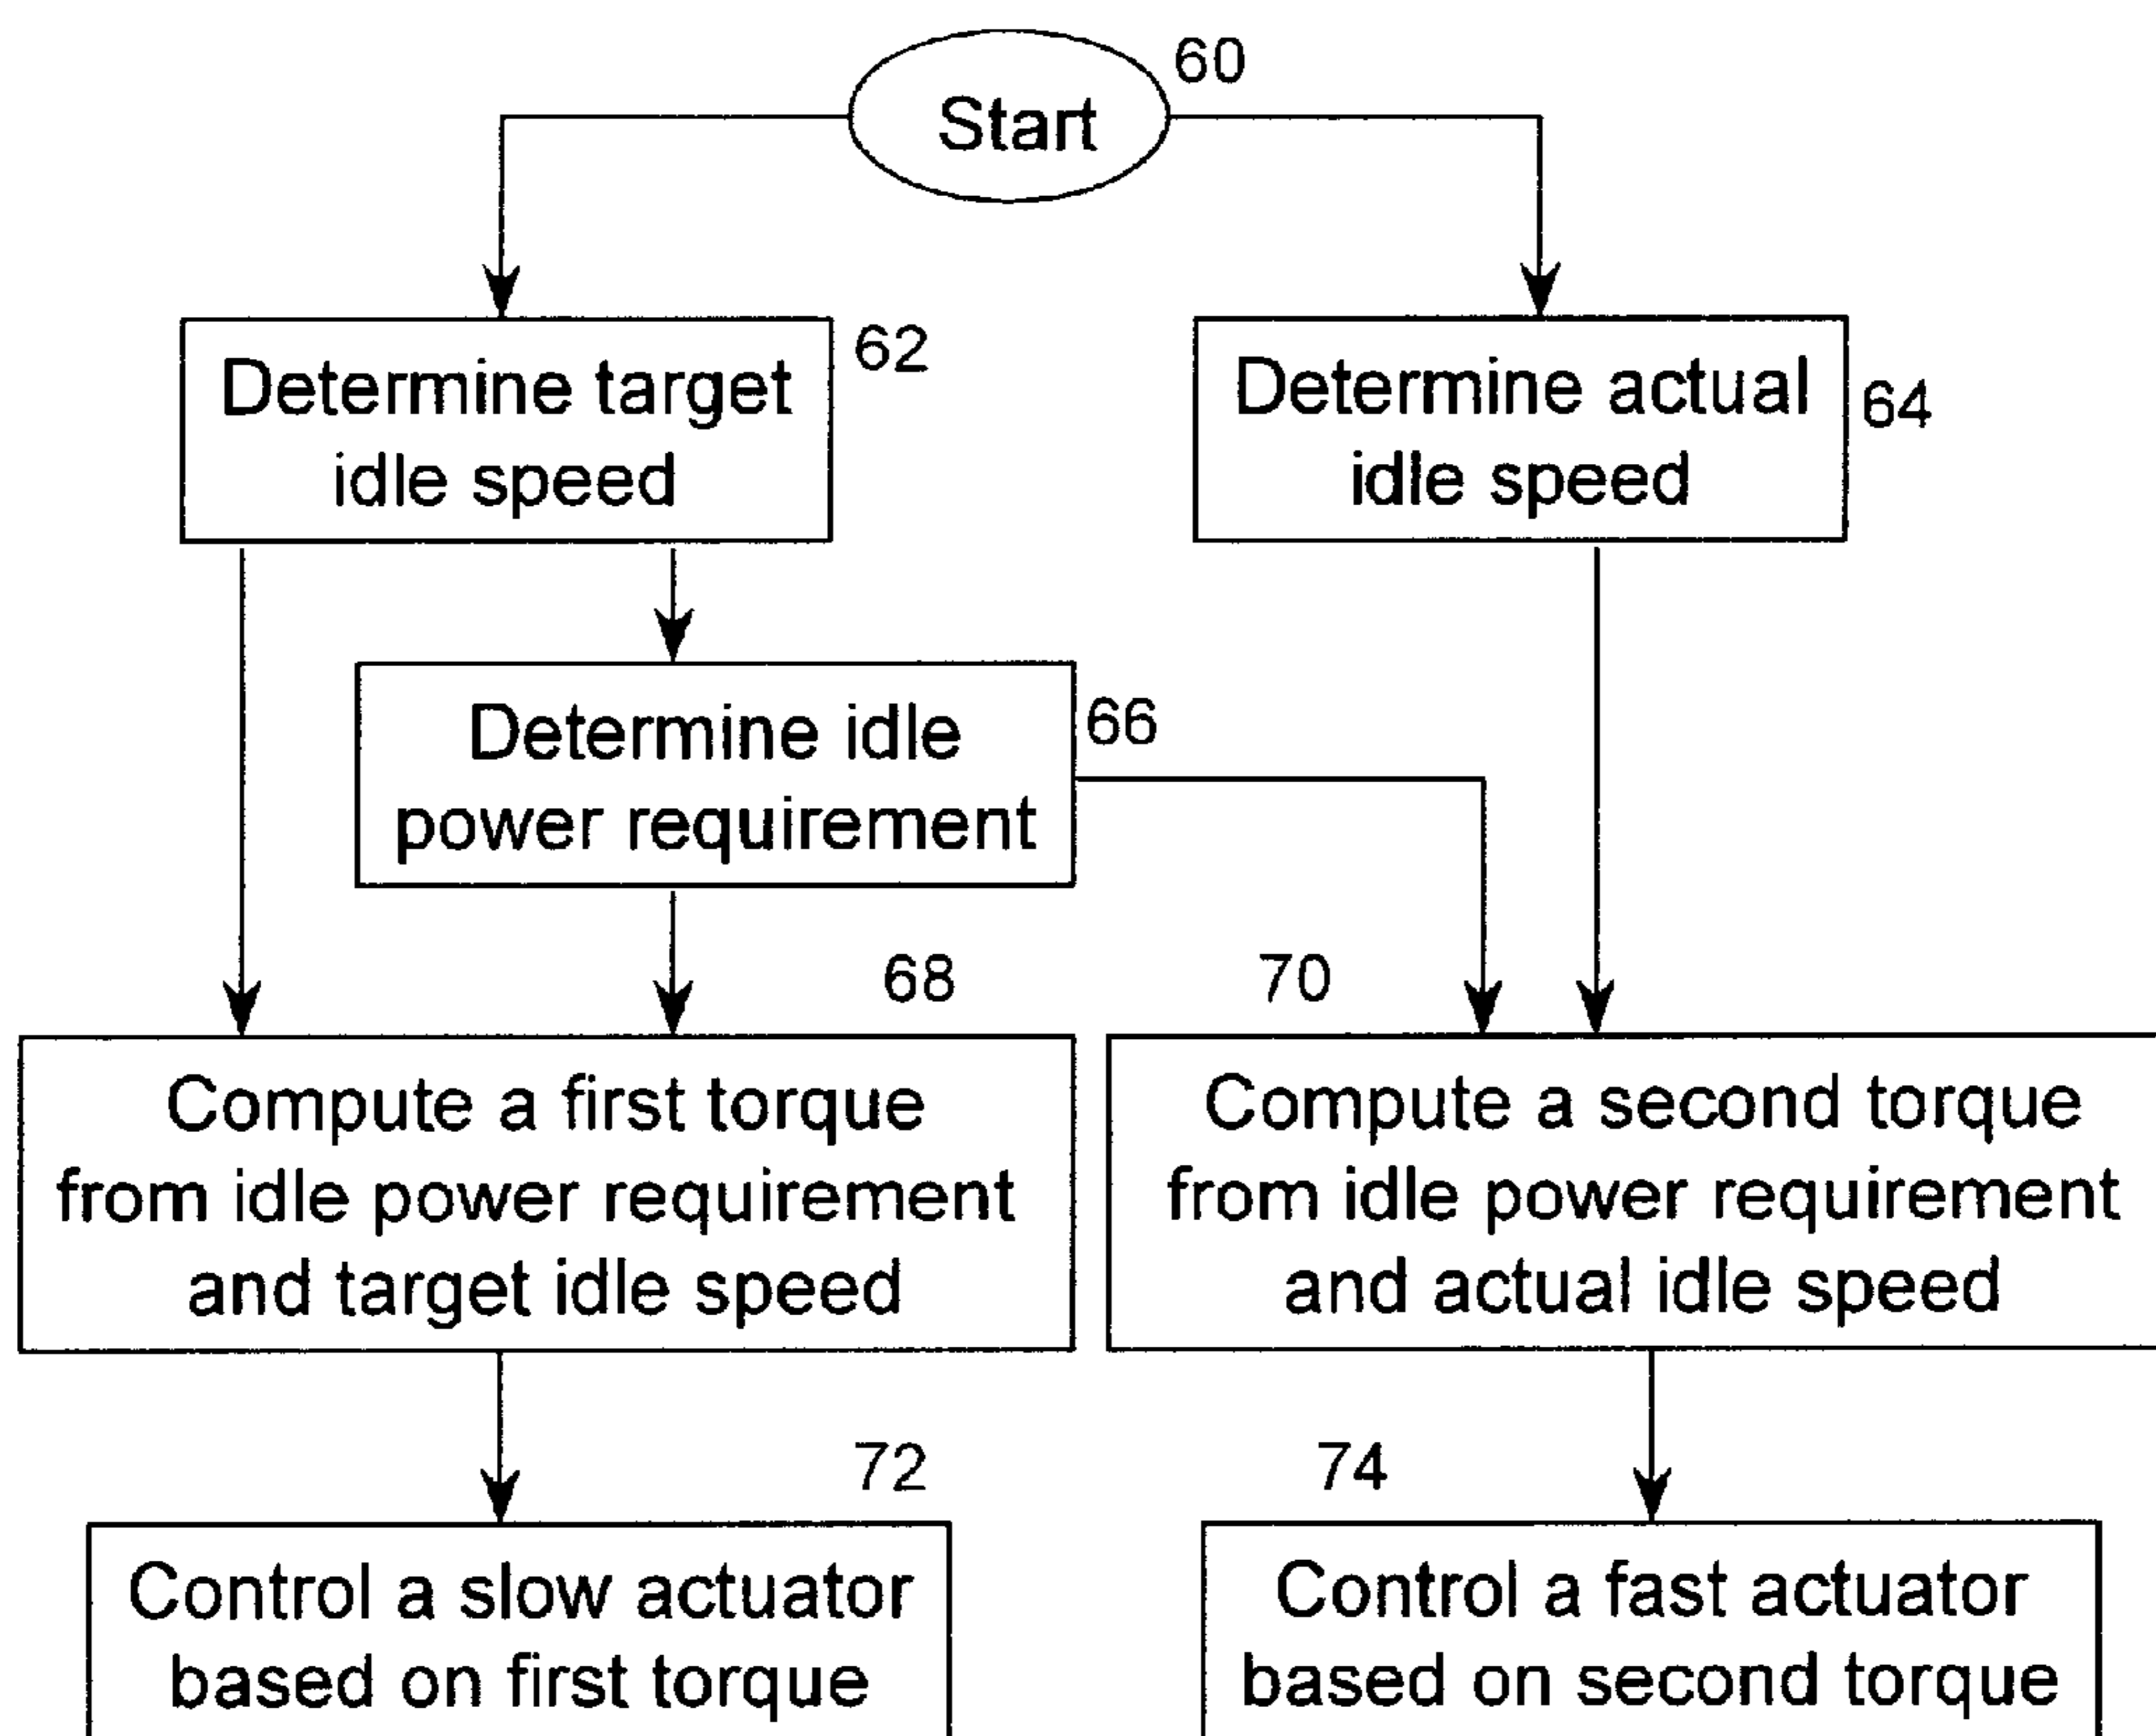 60
Start
Determine target
idle speed
62
Determine actual
idle speed
64
Determine idle
power requirement
66
68
70
Compute a first torque
from idle power requirement
and target idle speed
Compute a second torque
from idle power requirement
and actual idle speed
72
74
Control a slow actuator
based on first torque
Control a fast actuator
based on second torque